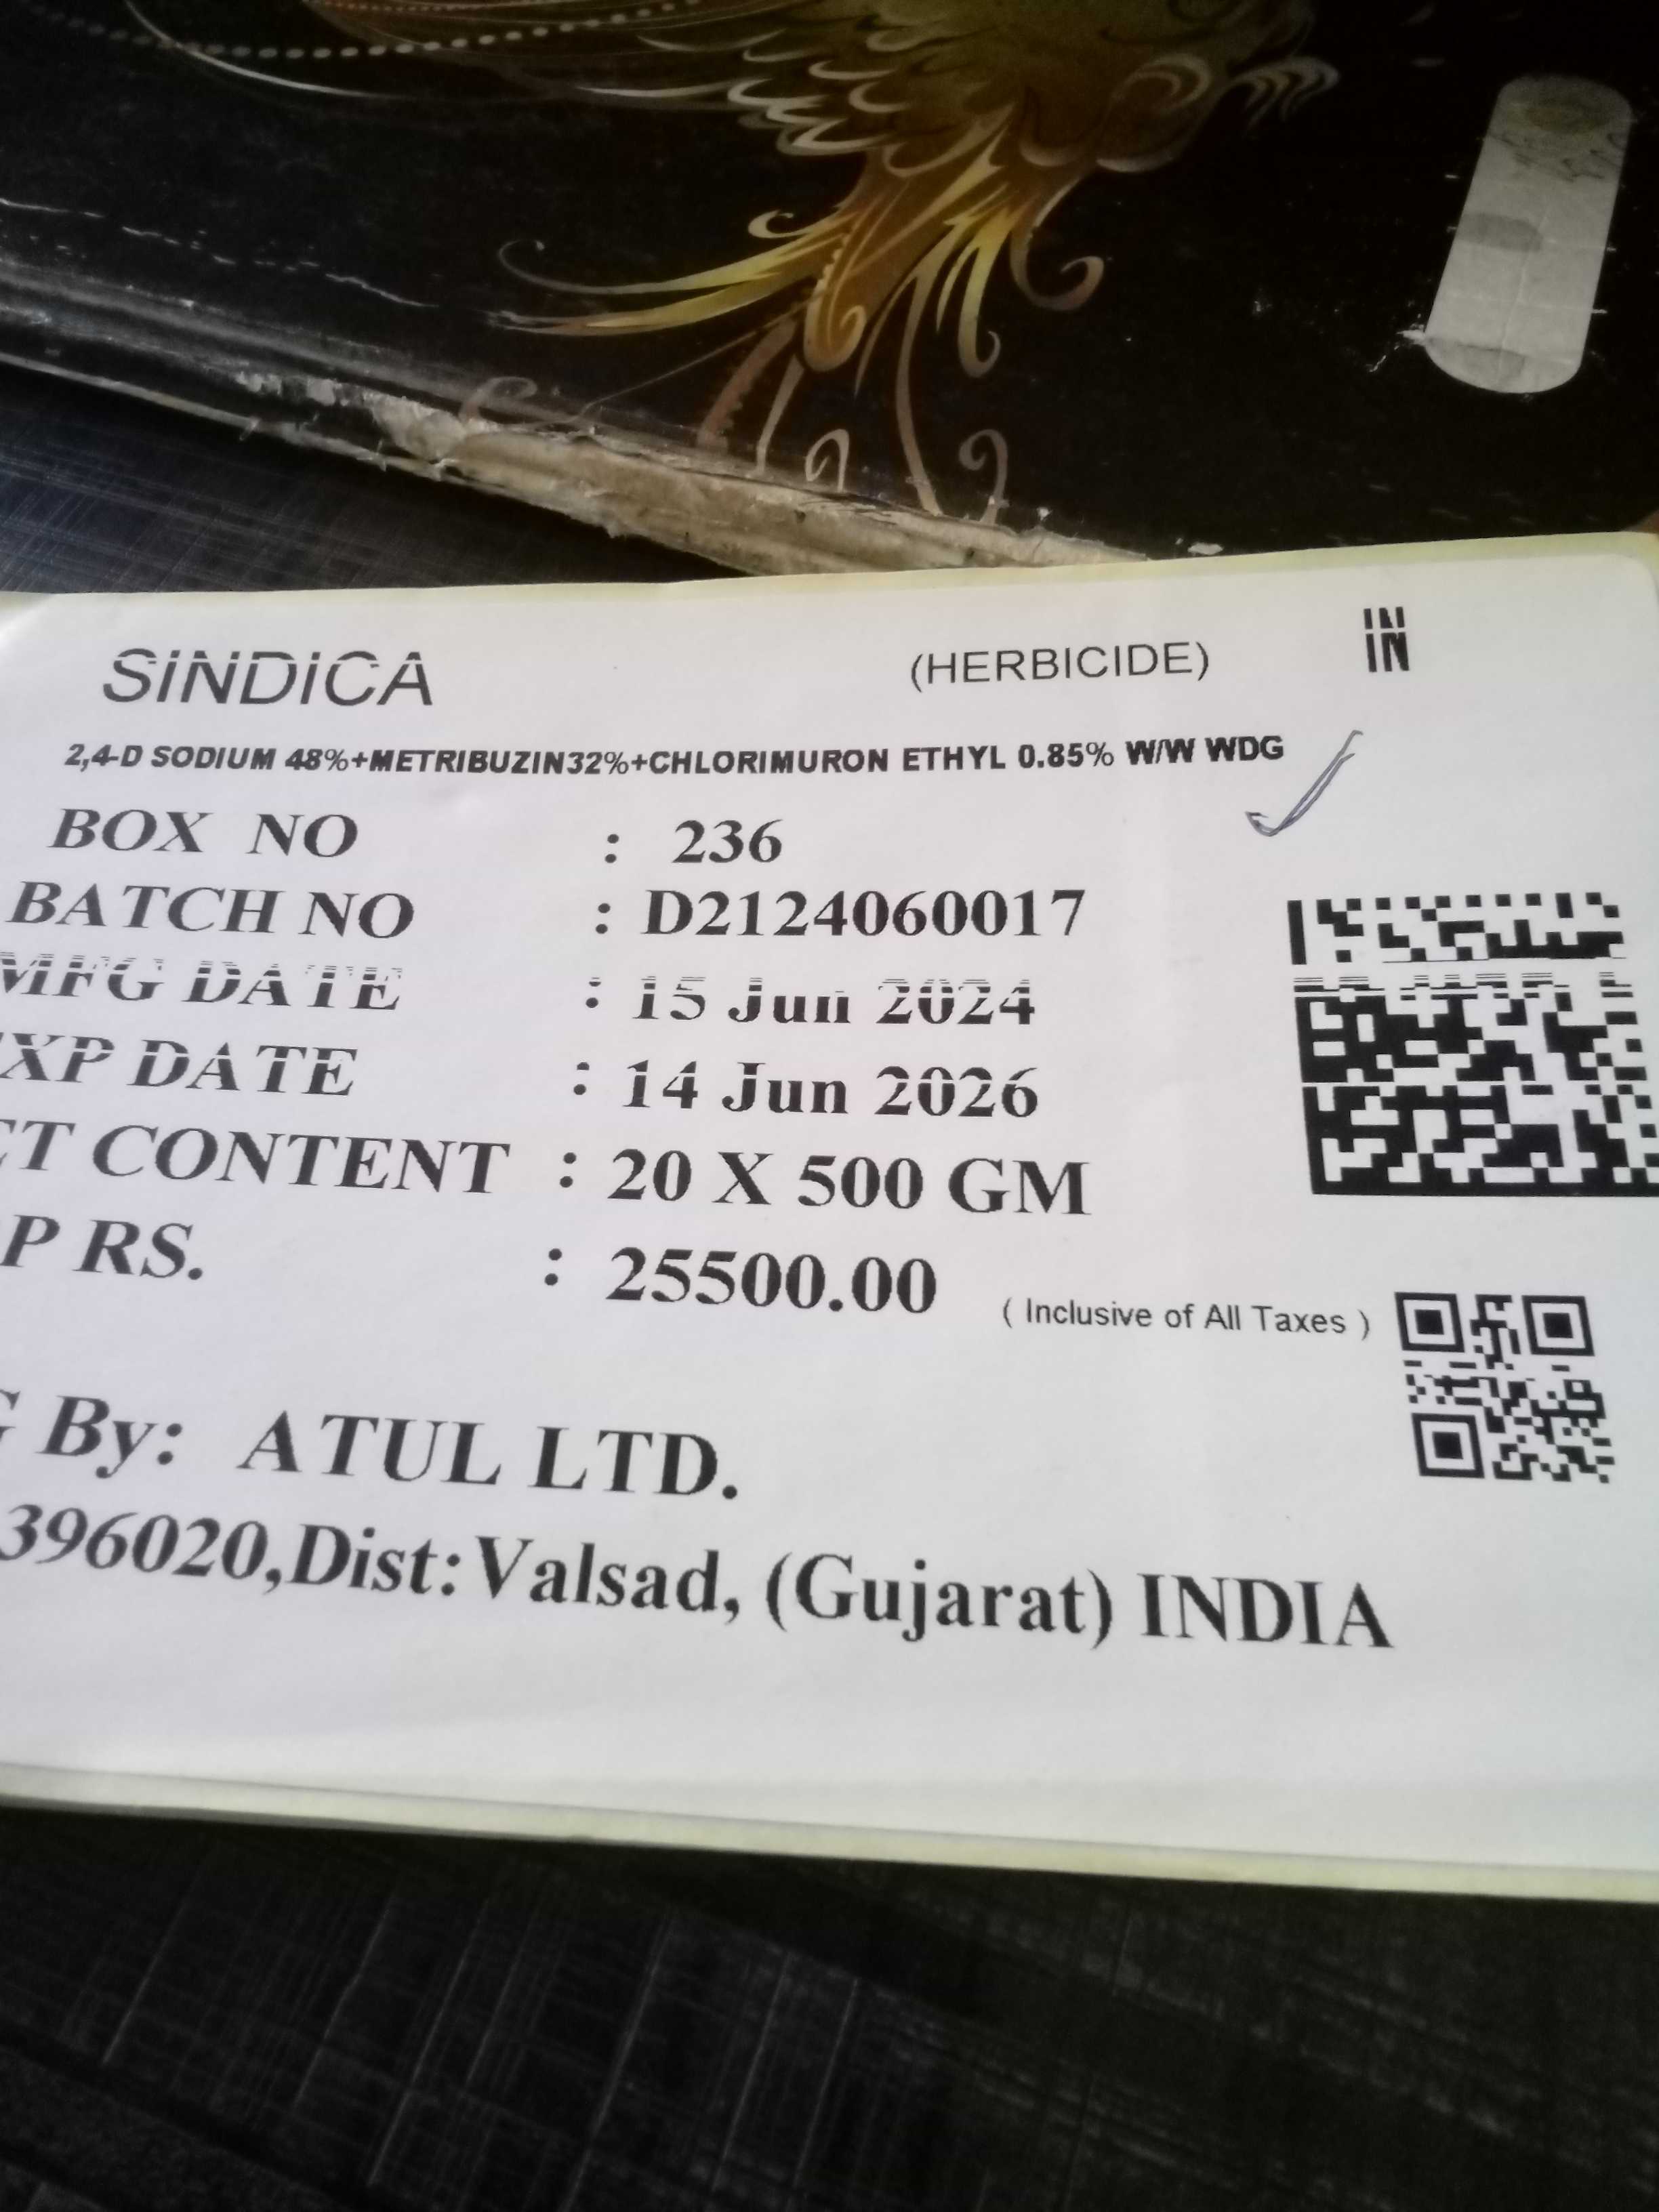 SiNDiCA (HERBICIDE) IN
2,4-D SODIUM 48%+METRIBUZIN32%+CHLORIMURON ETHYL 0.85% W/W WDG
BOX NO : 236
BATCH NO : D2124060017
MFG DATE : 15 Jun 2024
XP DATE : 14 Jun 2026
ET CONTENT : 20 X 500 GM
P RS. : 25500.00 ( Inclusive of All Taxes )
G By: ATUL LTD.
396020,Dist:Valsad, (Gujarat) INDIA